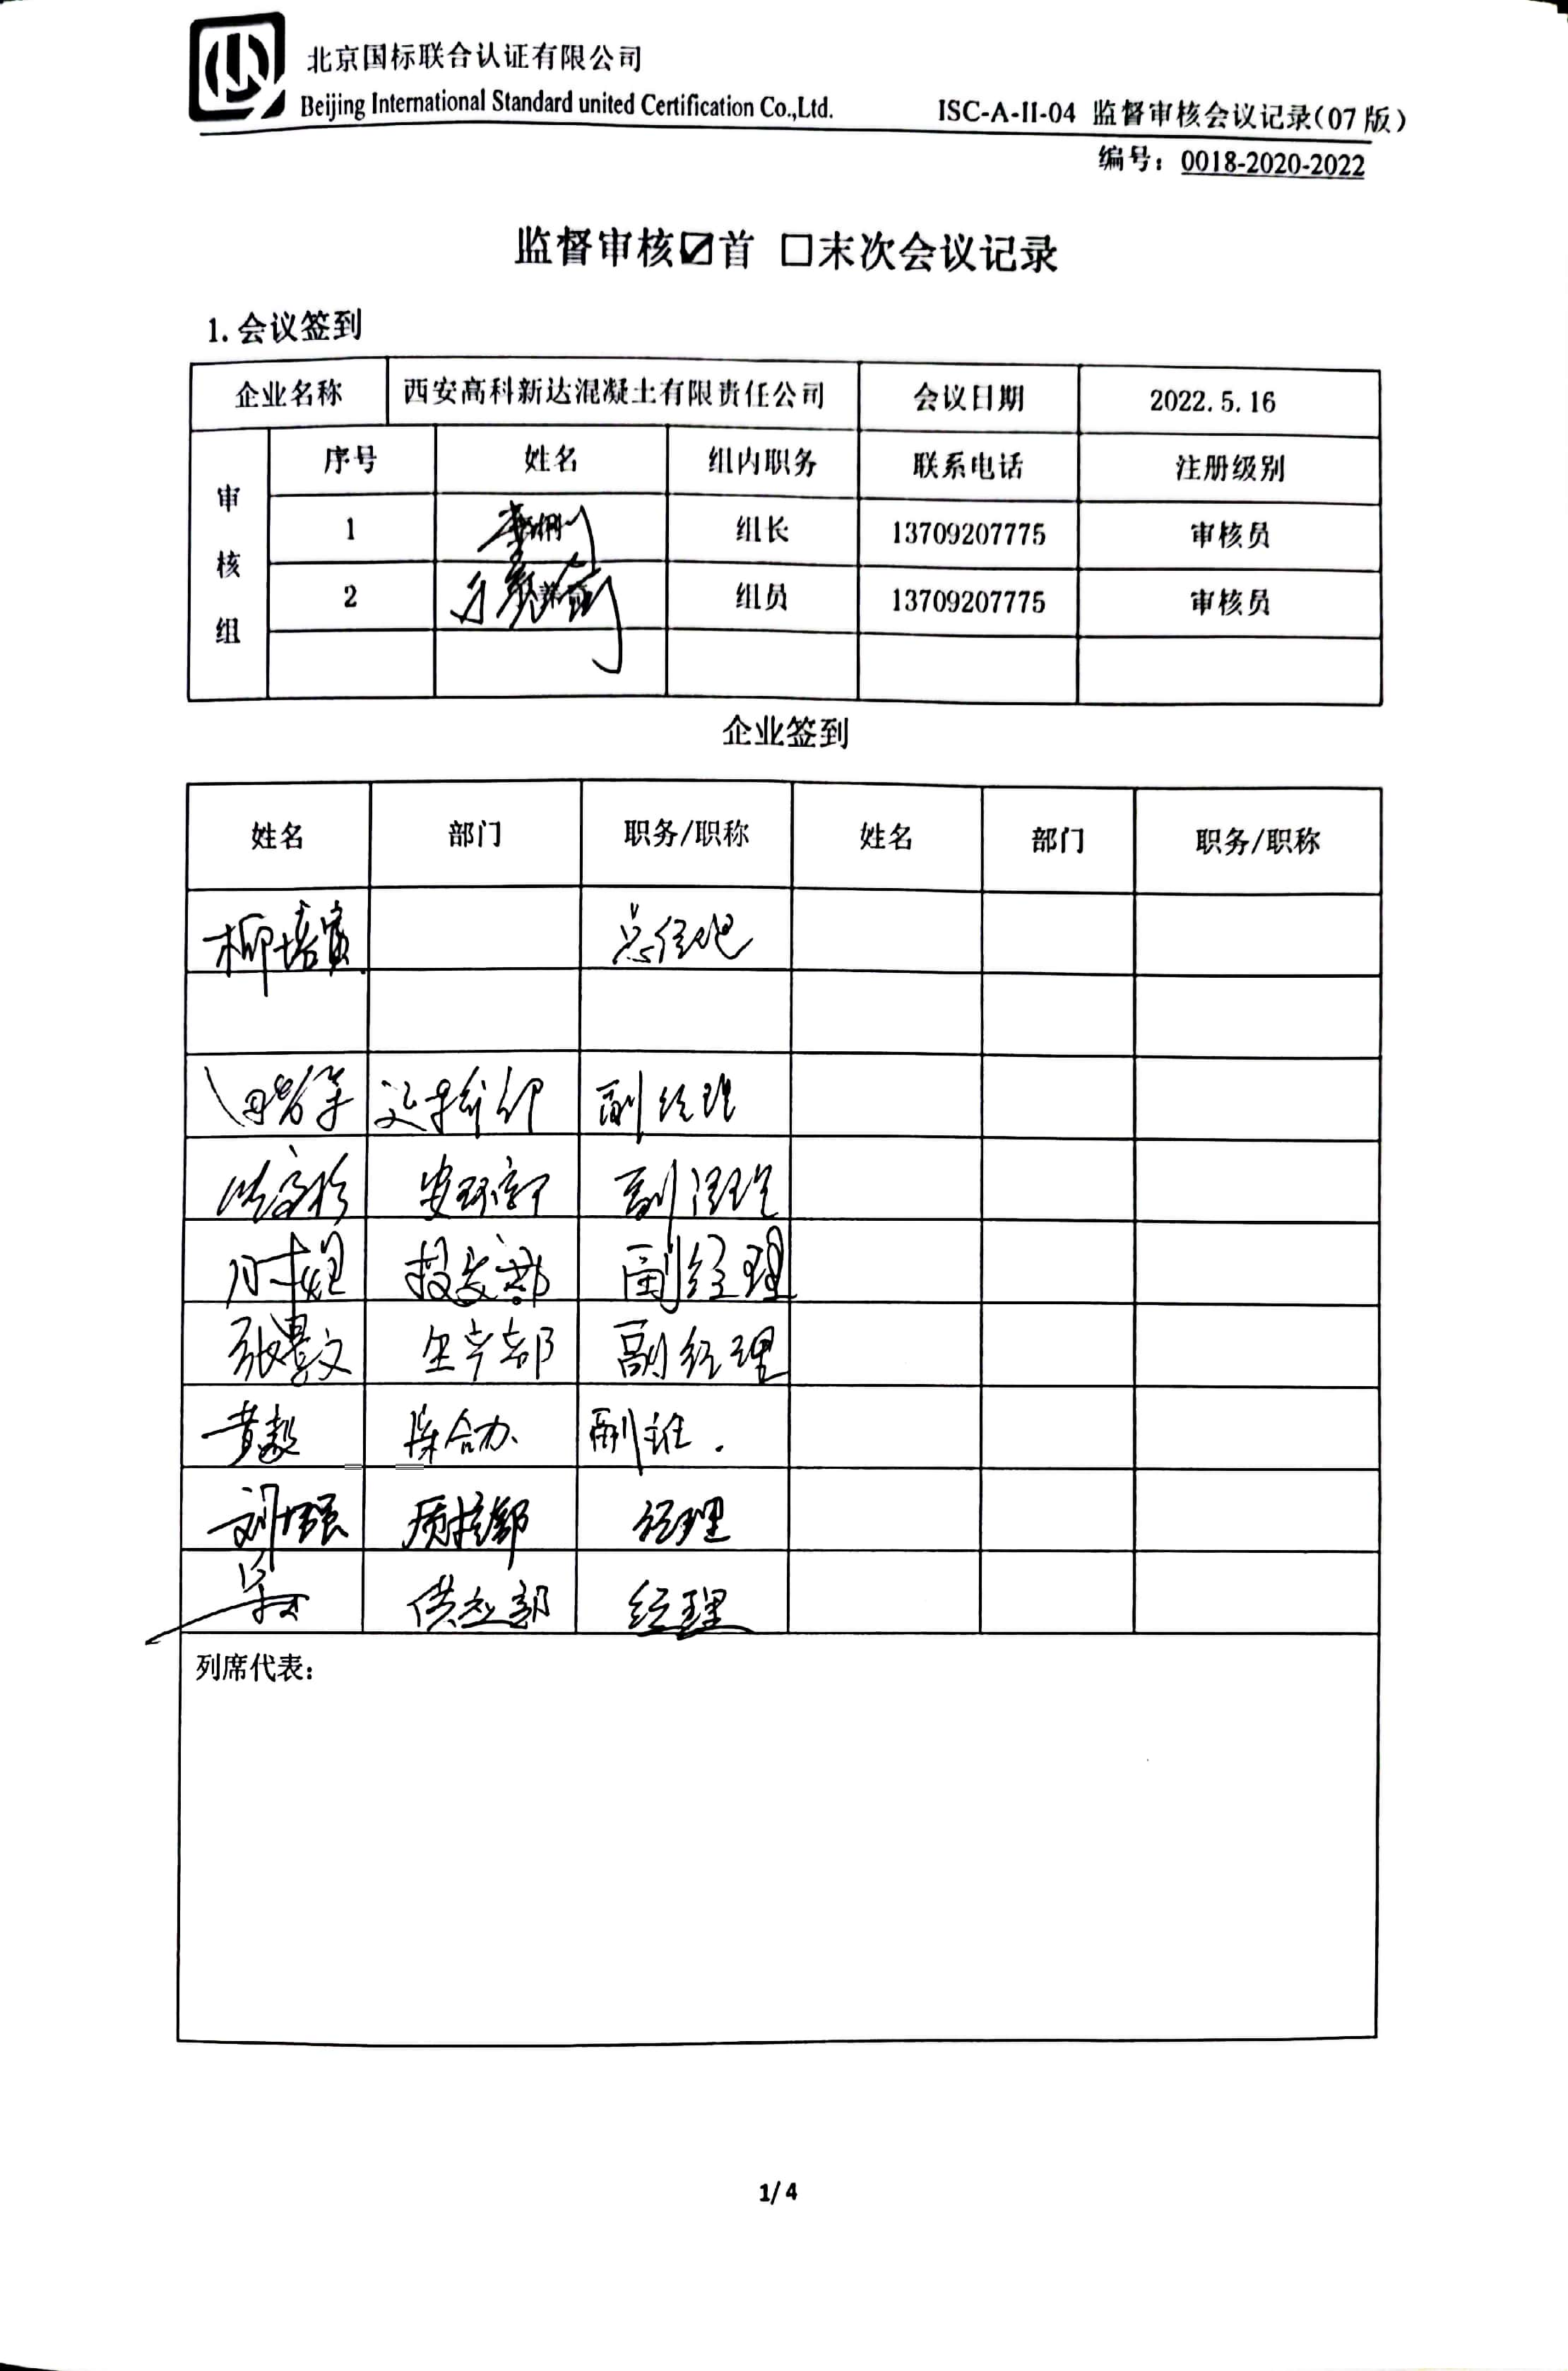 北京国标联合认证有限公司
Beijing International Standard united Certification Co.,Ltd.
ISC-A-II-04 监督审核会议记录(07版)
编号: 0018-2020-2022
监督审核☑首 □末次会议记录
1.会议签到
企业名称 西安高科新达混凝土有限责任公司 会议日期 2022.5.16
审核组
序号 姓名 组内职务 联系电话 注册级别
1 组长 13709207775 审核员
2 组员 13709207775 审核员
企业签到
姓名 部门 职务/职称 姓名 部门 职务/职称
总经理
副经理
安环部 副经理
副经理
张 文 生产部 副经理
黄 综合办
刘 强 质控部 经理
供应部 经理
列席代表:
1/4